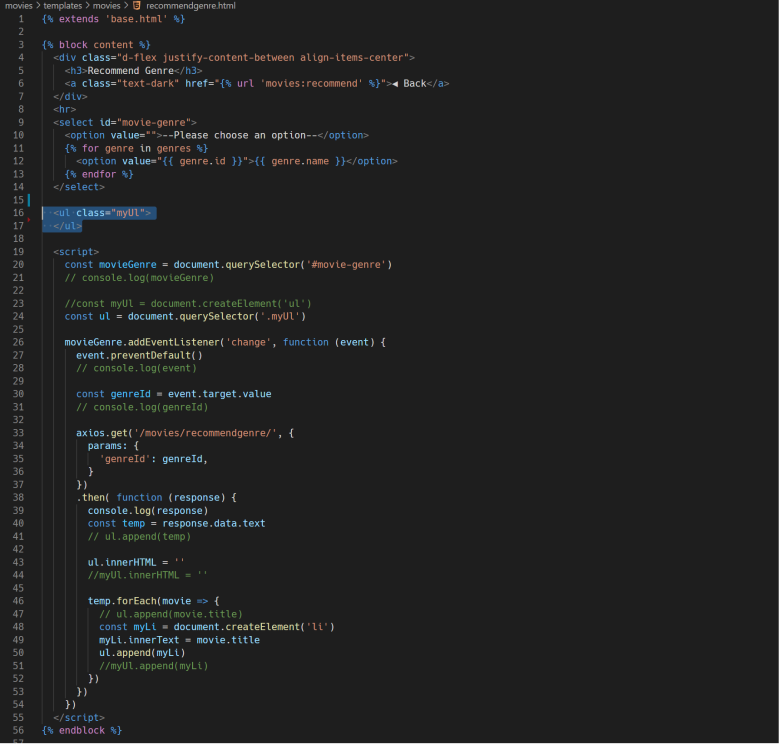 movies > templates > movies > recommendgenre.html
1 {% extends 'base.html' %}
2
3 {% block content %}
4   <div class="d-flex justify-content-between align-items-center">
5     <h3>Recommend Genre</h3>
6     <a class="text-dark" href="{% url 'movies:recommend' %}">◀ Back</a>
7   </div>
8   <hr>
9   <select id="movie-genre">
10     <option value="">--Please choose an option--</option>
11     {% for genre in genres %}
12       <option value="{{ genre.id }}">{{ genre.name }}</option>
13     {% endfor %}
14   </select>
15
16   <ul class="myUl">
17   </ul>
18
19   <script>
20     const movieGenre = document.querySelector('#movie-genre')
21     // console.log(movieGenre)
22
23     //const myUl = document.createElement('ul')
24     const ul = document.querySelector('.myUl')
25
26     movieGenre.addEventListener('change', function (event) {
27       event.preventDefault()
28       // console.log(event)
29
30       const genreId = event.target.value
31       // console.log(genreId)
32
33       axios.get('/movies/recommendgenre/', {
34         params: {
35           'genreId': genreId,
36         }
37       })
38       .then( function (response) {
39         console.log(response)
40         const temp = response.data.text
41         // ul.append(temp)
42
43         ul.innerHTML = ''
44         //myUl.innerHTML = ''
45
46         temp.forEach(movie => {
47           // ul.append(movie.title)
48           const myLi = document.createElement('li')
49           myLi.innerText = movie.title
50           ul.append(myLi)
51           //myUl.append(myLi)
52         })
53       })
54     })
55   </script>
56 {% endblock %}
57